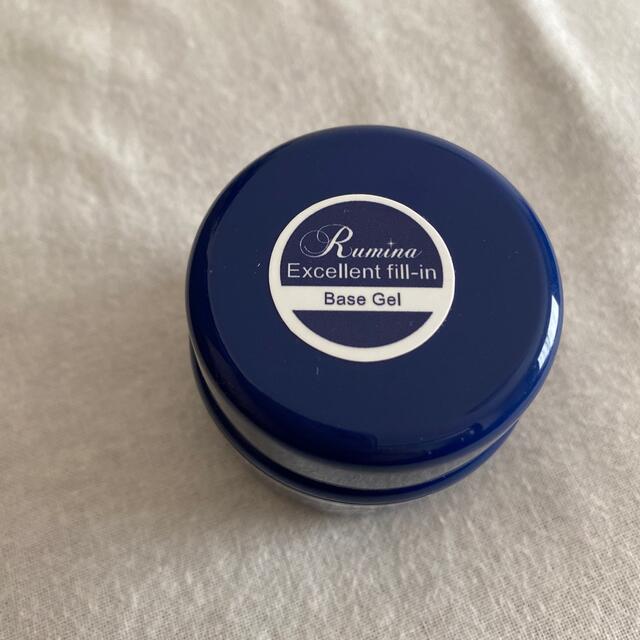 Rumina
Excellent fill-in
Base Gel